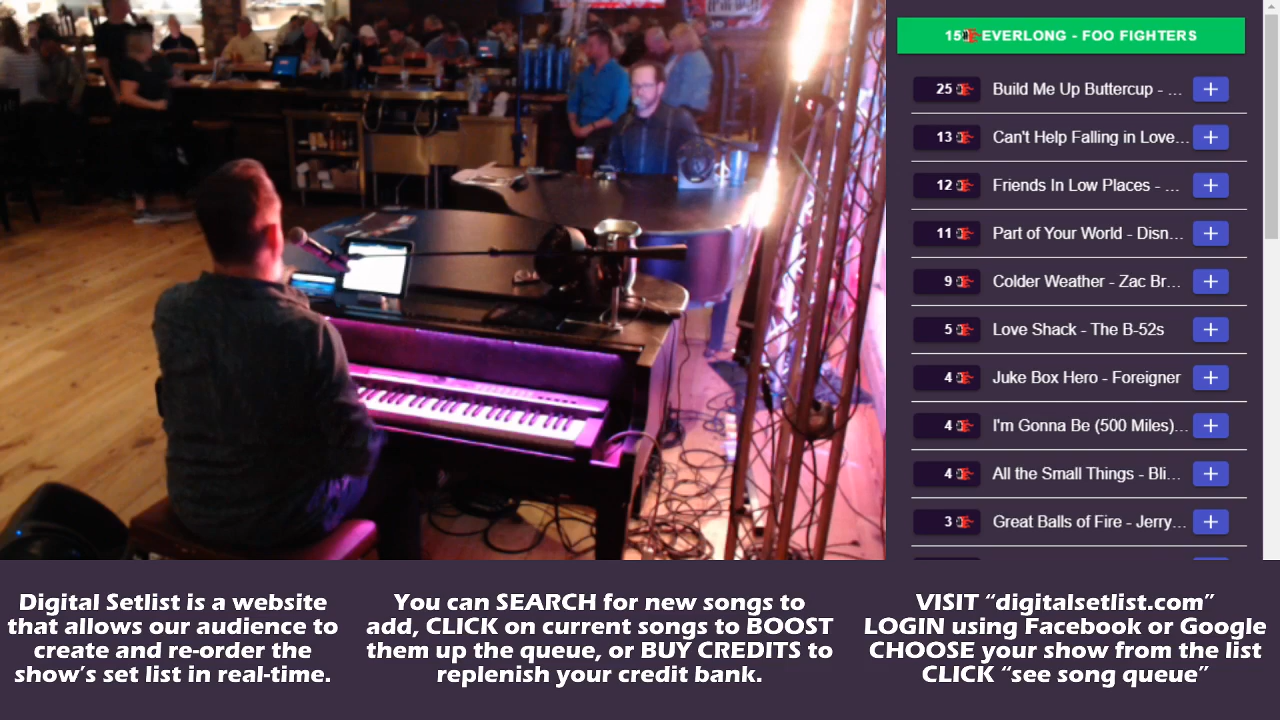 15 EVERLONG - FOO FIGHTERS
25 Build Me Up Buttercup - ...
13 Can't Help Falling in Love...
12 Friends In Low Places - ...
11 Part of Your World - Disn...
9 Colder Weather - Zac Br...
5 Love Shack - The B-52s
4 Juke Box Hero - Foreigner
4 I'm Gonna Be (500 Miles)...
4 All the Small Things - Bli...
3 Great Balls of Fire - Jerry...
Digital Setlist is a website
that allows our audience to
create and re-order the
show’s set list in real-time.
You can SEARCH for new songs to
add, CLICK on current songs to BOOST
them up the queue, or BUY CREDITS to
replenish your credit bank.
VISIT “digitalsetlist.com”
LOGIN using Facebook or Google
CHOOSE your show from the list
CLICK “see song queue”